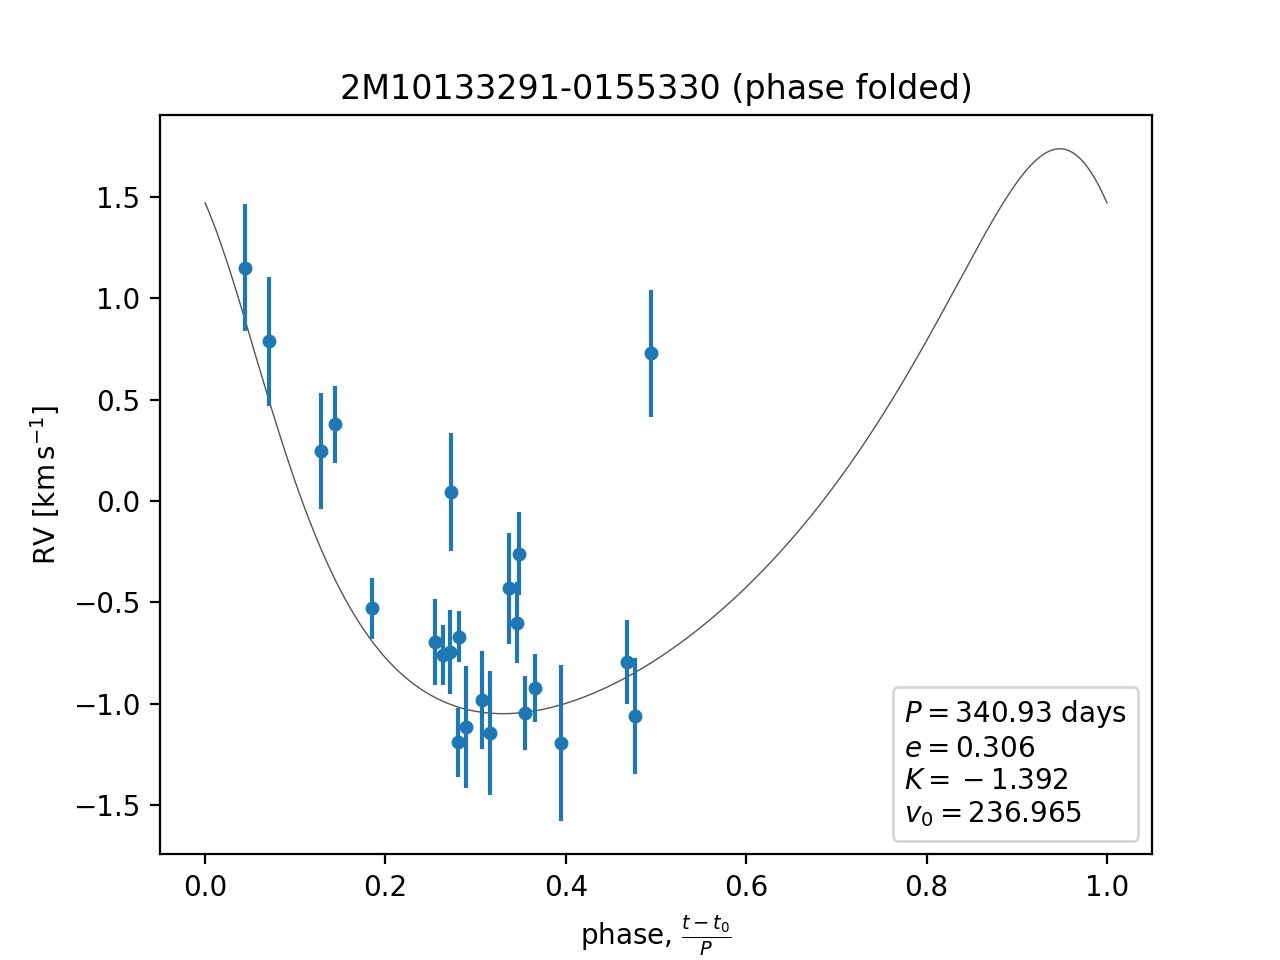 2M10133291-0155330 (phase folded)
RV [km s⁻¹]
1.5
1.0
0.5
0.0
−0.5
−1.0
−1.5
P = 340.93 days
e = 0.306
K = −1.392
v₀ = 236.965
0.0 0.2 0.4 0.6 0.8 1.0
phase, (t − t₀)/P